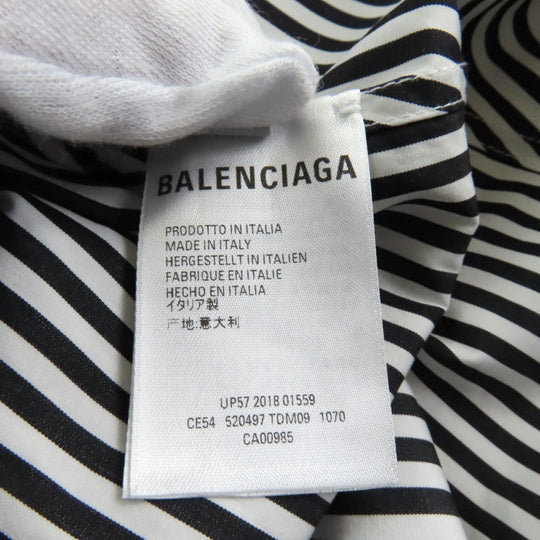 BALENCIAGA
PRODOTTO IN ITALIA
MADE IN ITALY
HERGESTELLT IN ITALIEN
FABRIQUE EN ITALIE
HECHO EN ITALIA
イタリア製
产地:意大利
UP57 2018 01559
CE54 520497 TDM09 1070
CA00985